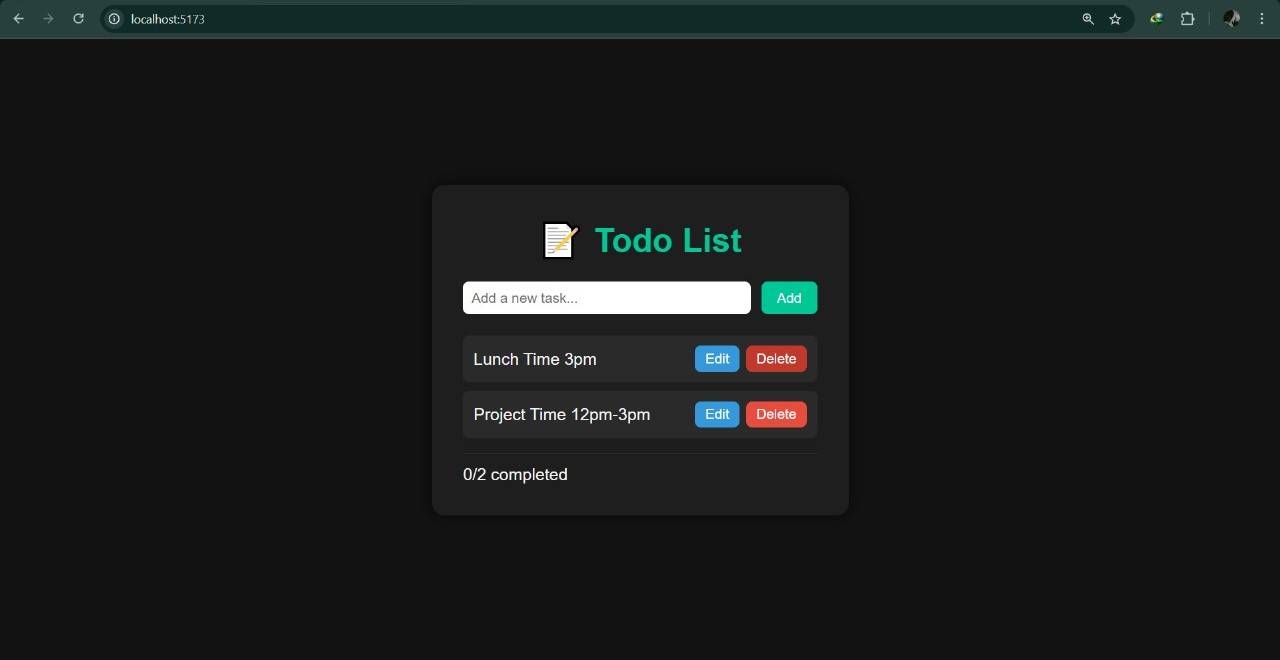 localhost:5173
Todo List
Add a new task...
Add
Lunch Time 3pm
Edit
Delete
Project Time 12pm-3pm
Edit
Delete
0/2 completed